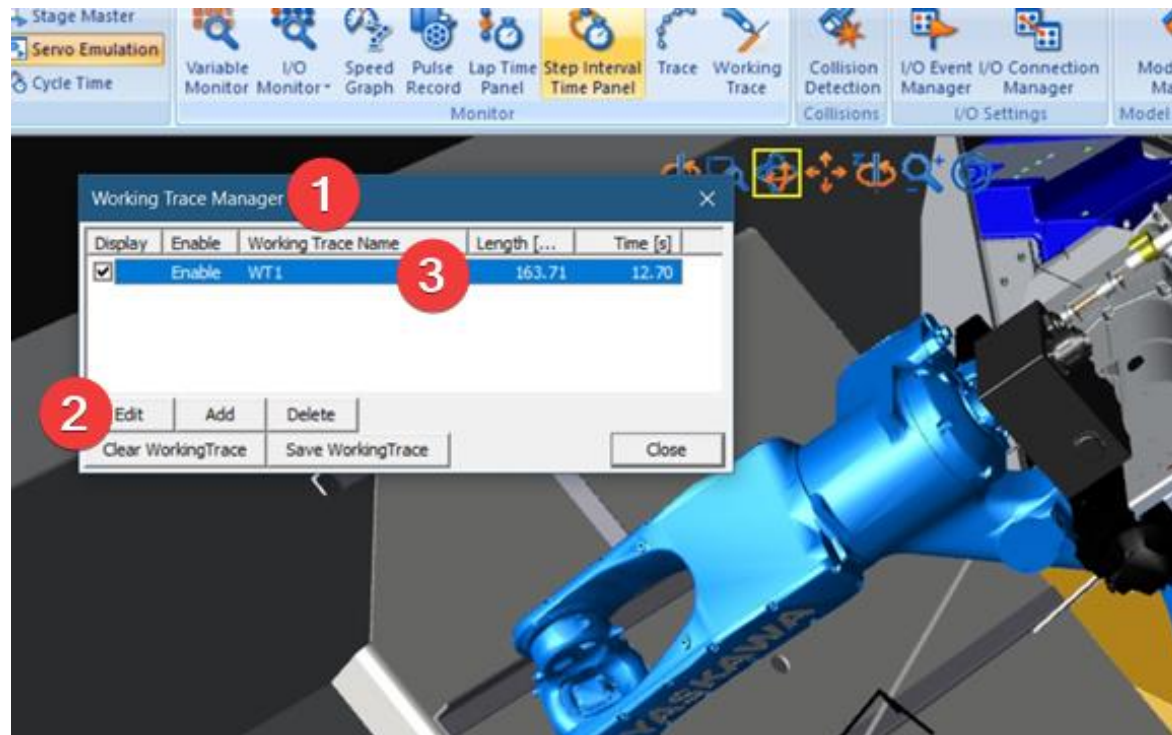 Stage Master
Servo Emulation
Cycle Time
Variable Monitor
I/O Monitor
Speed Graph
Pulse Record
Lap Time Panel
Step Interval Time Panel
Trace
Working Trace
Monitor
Collision Detection
Collisions
I/O Event Manager
I/O Connection Manager
I/O Settings
Mod
Ma
Model
Working Trace Manager
1
Display Enable Working Trace Name Length [... Time [s]
Enable WT1 163.71 12.70
3
2
Edit Add Delete
Clear WorkingTrace Save WorkingTrace Close
YASKAWA